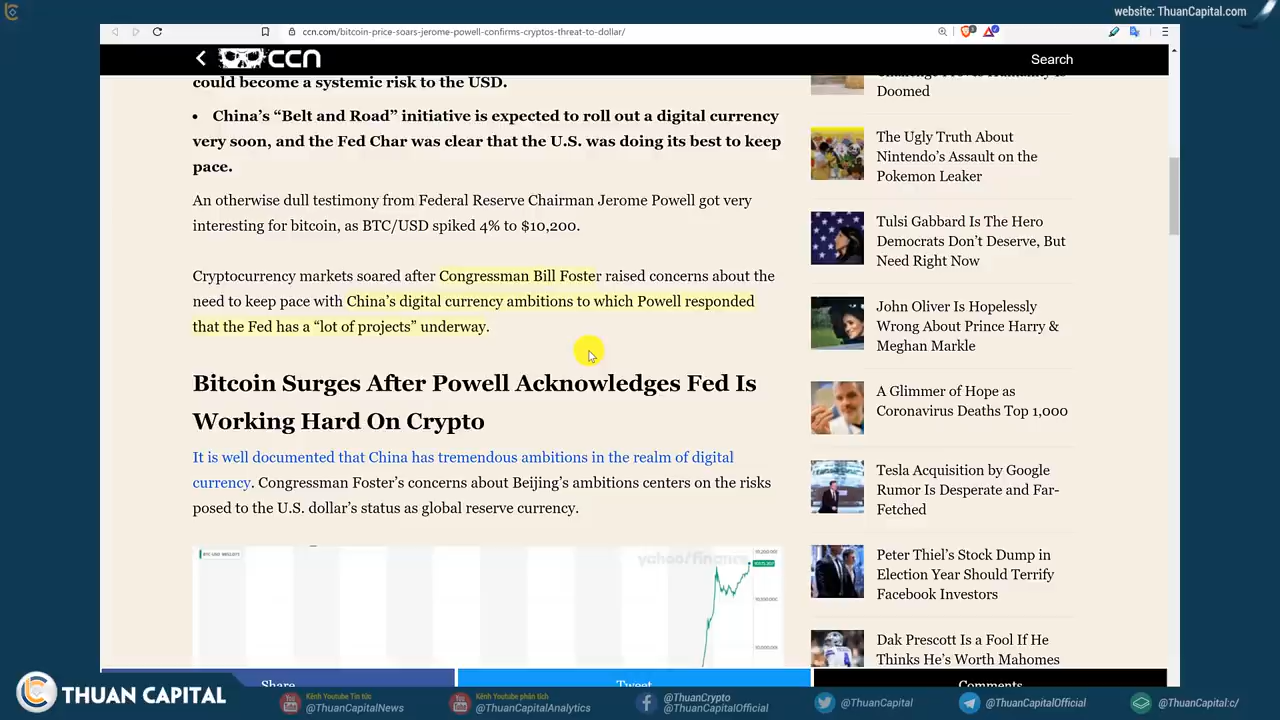 website: ThuanCapital.com
ccn.com/bitcoin-price-soars-jerome-powell-confirms-cryptos-threat-to-dollar/
ccn
Search
could become a systemic risk to the USD.
• China's “Belt and Road” initiative is expected to roll out a digital currency
very soon, and the Fed Char was clear that the U.S. was doing its best to keep
pace.
An otherwise dull testimony from Federal Reserve Chairman Jerome Powell got very
interesting for bitcoin, as BTC/USD spiked 4% to $10,200.
Cryptocurrency markets soared after Congressman Bill Foster raised concerns about the
need to keep pace with China's digital currency ambitions to which Powell responded
that the Fed has a “lot of projects” underway.
Bitcoin Surges After Powell Acknowledges Fed Is
Working Hard On Crypto
It is well documented that China has tremendous ambitions in the realm of digital
currency. Congressman Foster's concerns about Beijing's ambitions centers on the risks
posed to the U.S. dollar's status as global reserve currency.
yahoo/finance
Doomed
The Ugly Truth About
Nintendo's Assault on the
Pokemon Leaker
Tulsi Gabbard Is The Hero
Democrats Don't Deserve, But
Need Right Now
John Oliver Is Hopelessly
Wrong About Prince Harry &
Meghan Markle
A Glimmer of Hope as
Coronavirus Deaths Top 1,000
Tesla Acquisition by Google
Rumor Is Desperate and Far-
Fetched
Peter Thiel's Stock Dump in
Election Year Should Terrify
Facebook Investors
Dak Prescott Is a Fool If He
Thinks He's Worth Mahomes
Share
Tweet
Comments
THUAN CAPITAL
Kênh Youtube Tin tức
@ThuanCapitalNews
Kênh Youtube phân tích
@ThuanCapitalAnalytics
@ThuanCrypto
@ThuanCapitalOfficial
@ThuanCapital
@ThuanCapitalOfficial
@ThuanCapital:c/